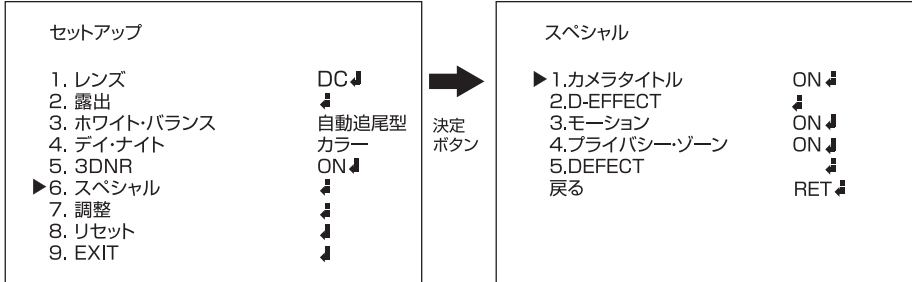 セットアップ
1. レンズ DC↲
2. 露出 ↲
3. ホワイト・バランス 自動追尾型
4. デイ・ナイト カラー
5. 3DNR ON↲
▶6. スペシャル ↲
7. 調整 ↲
8. リセット ↲
9. EXIT ↲
決定
ボタン
スペシャル
▶1.カメラタイトル ON↲
2.D-EFFECT ↲
3.モーション ON↲
4.プライバシー・ゾーン ON↲
5.DEFECT ↲
戻る RET↲